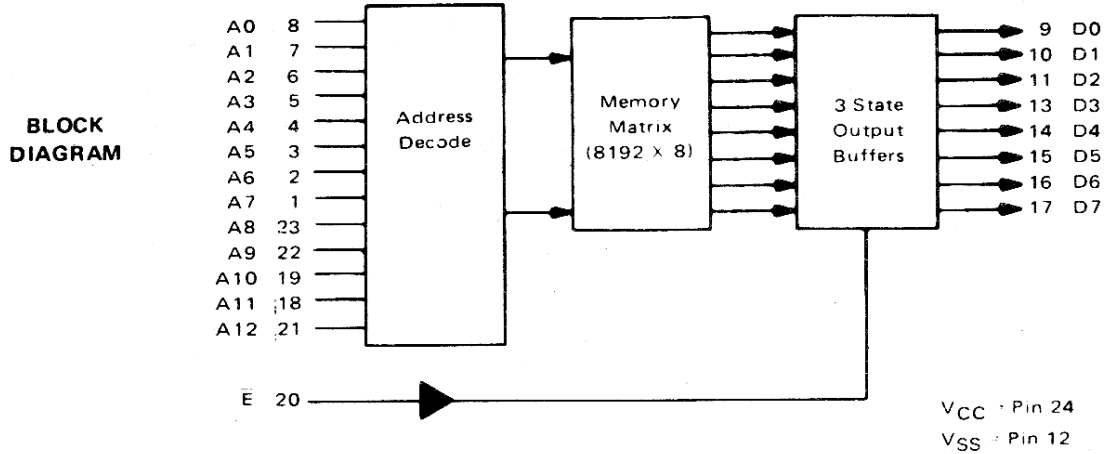 BLOCK
DIAGRAM
A0 8
A1 7
A2 6
A3 5
A4 4
A5 3
A6 2
A7 1
A8 23
A9 22
A10 19
A11 18
A12 21
E̅ 20
Address
Decode
Memory
Matrix
(8192 X 8)
3 State
Output
Buffers
9 D0
10 D1
11 D2
13 D3
14 D4
15 D5
16 D6
17 D7
VCC = Pin 24
VSS = Pin 12